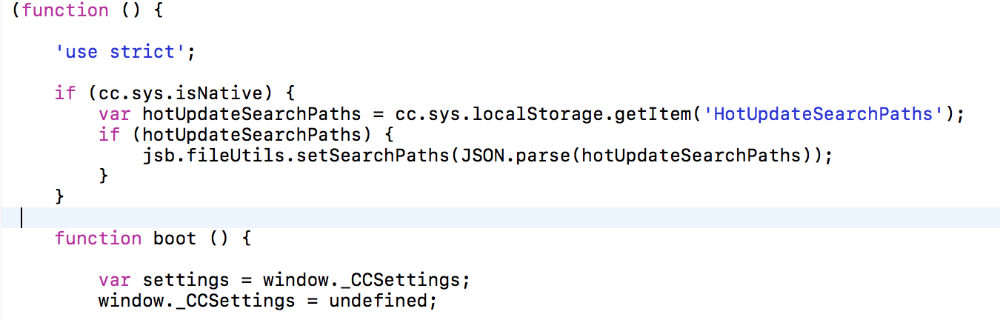 (function () {
'use strict';
if (cc.sys.isNative) {
var hotUpdateSearchPaths = cc.sys.localStorage.getItem('HotUpdateSearchPaths');
if (hotUpdateSearchPaths) {
jsb.fileUtils.setSearchPaths(JSON.parse(hotUpdateSearchPaths));
}
}
function boot () {
var settings = window._CCSettings;
window._CCSettings = undefined;